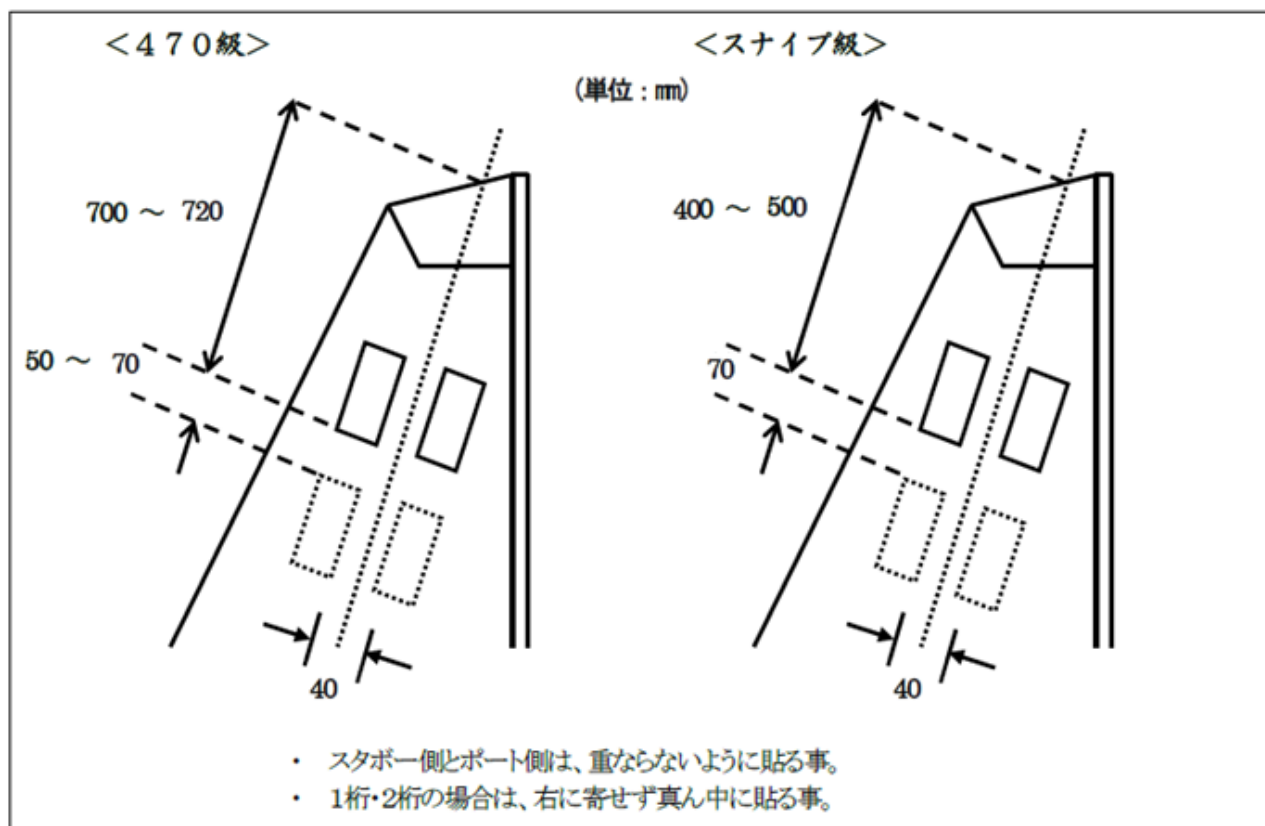 ＜４７０級＞
＜スナイプ級＞
(単位：㎜)
700 ～ 720
400 ～ 500
50 ～ 70
70
40
40
・ スタボー側とポート側は、重ならないように貼る事。
・ 1桁・2桁の場合は、右に寄せず真ん中に貼る事。